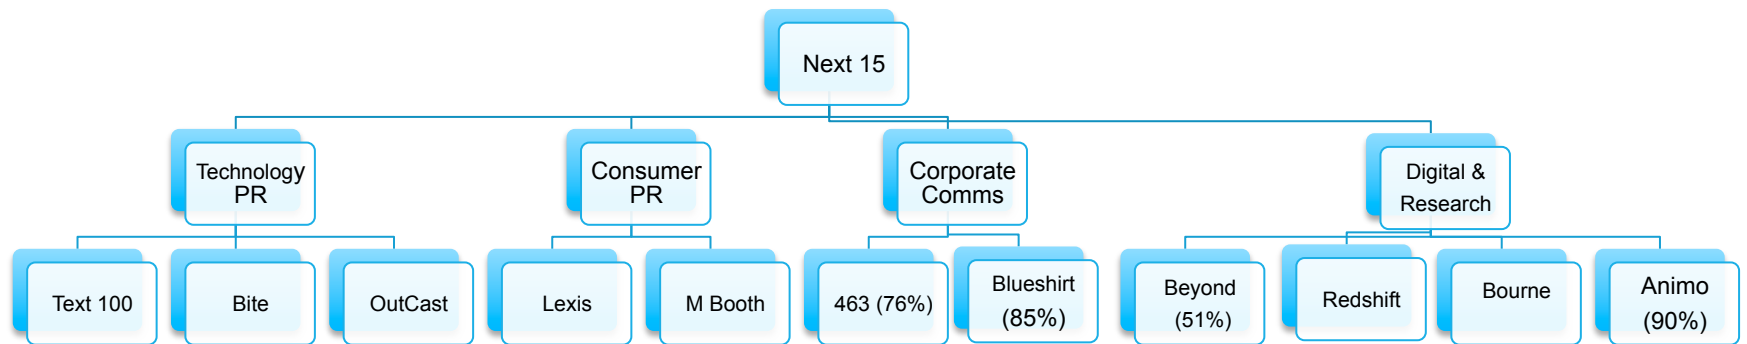 Next 15
Technology
PR
Consumer
PR
Corporate
Comms
Digital &
Research
Text 100
Bite
OutCast
Lexis
M Booth
463 (76%)
Blueshirt
(85%)
Beyond
(51%)
Redshift
Bourne
Animo
(90%)